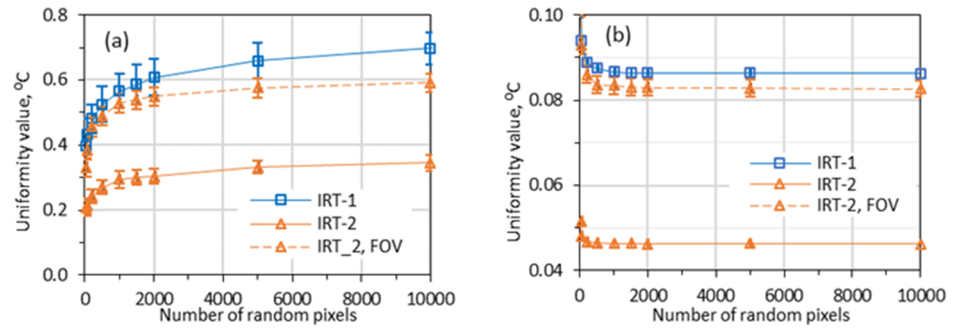 0.8
(a)
0.6
0.4
0.2
0.0
Uniformity value, °C
IRT-1
IRT-2
IRT_2, FOV
0 2000 4000 6000 8000 10000
Number of random pixels
0.10
(b)
0.08
0.06
0.04
Uniformity value, °C
IRT-1
IRT-2
IRT-2, FOV
0 2000 4000 6000 8000 10000
Number of random pixels